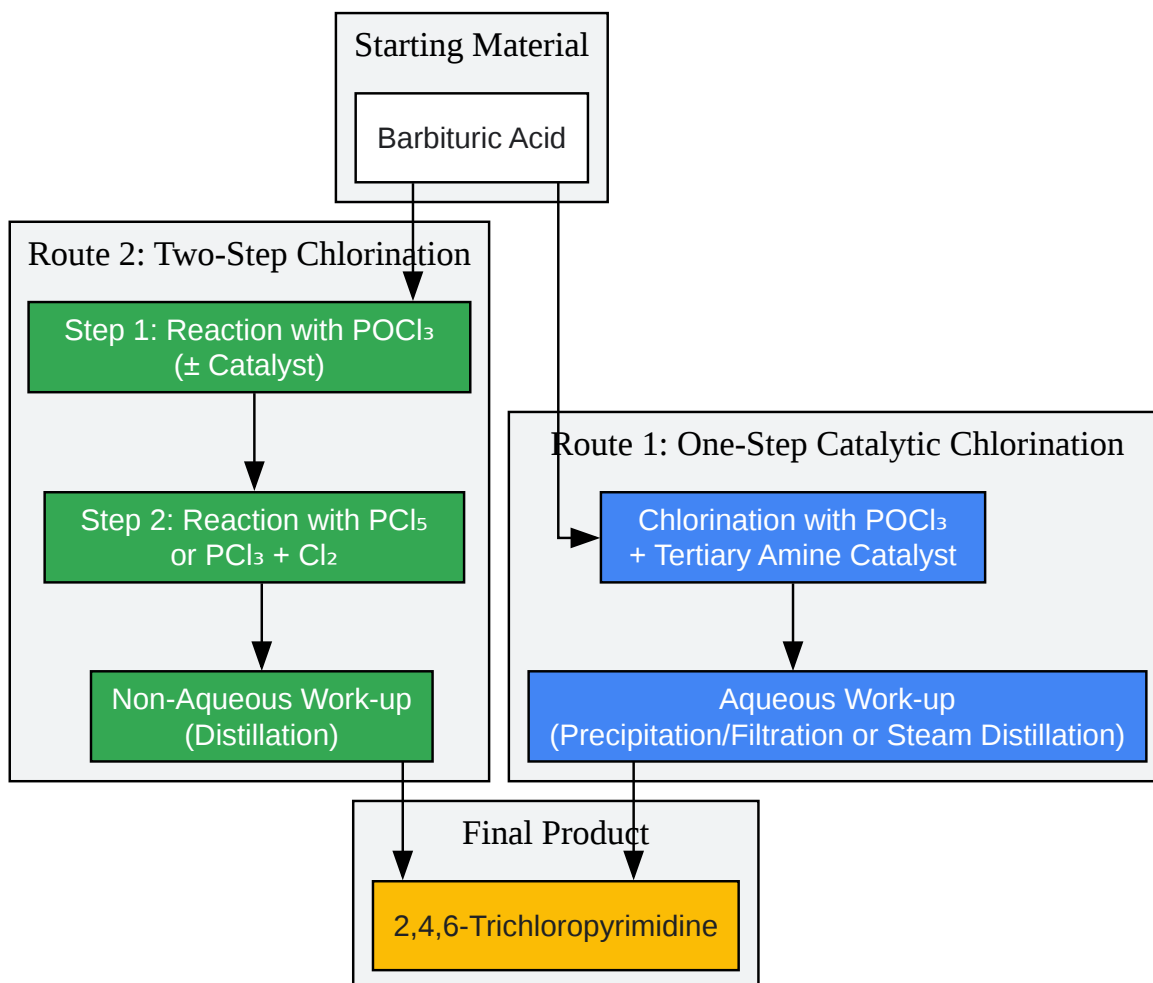 Starting Material
Barbituric Acid
Route 2: Two-Step Chlorination
Step 1: Reaction with POCl₃
(± Catalyst)
Step 2: Reaction with PCl₅
or PCl₃ + Cl₂
Non-Aqueous Work-up
(Distillation)
Route 1: One-Step Catalytic Chlorination
Chlorination with POCl₃
+ Tertiary Amine Catalyst
Aqueous Work-up
(Precipitation/Filtration or Steam Distillation)
Final Product
2,4,6-Trichloropyrimidine